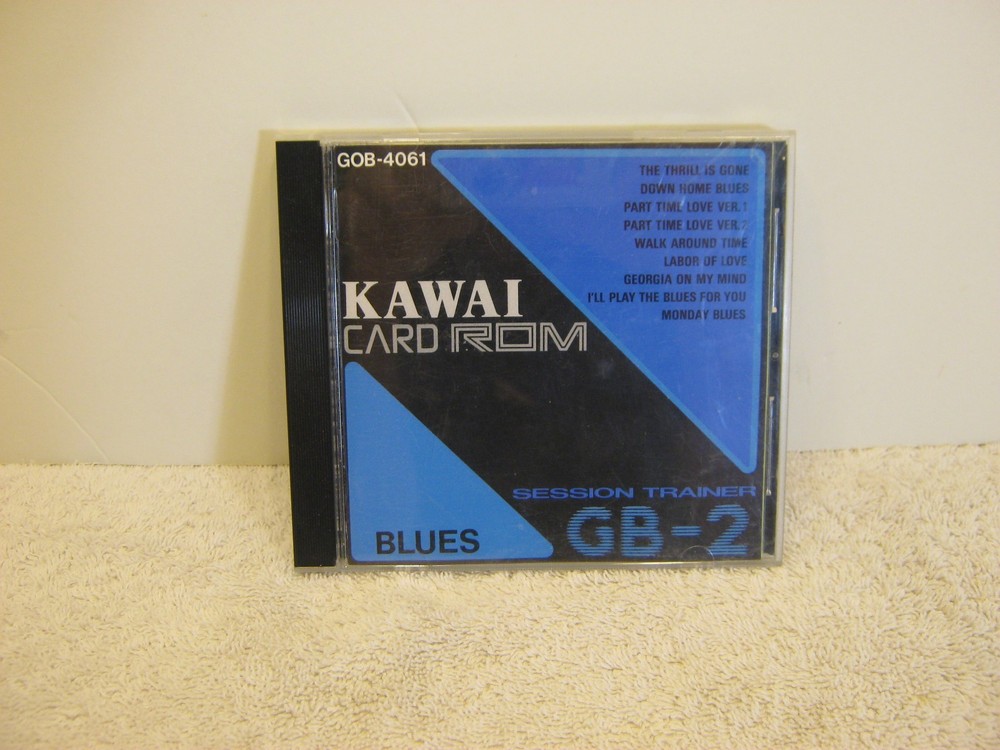 GOB-4061
THE THRILL IS GONE
DOWN HOME BLUES
PART TIME LOVE VER.1
PART TIME LOVE VER.2
WALK AROUND TIME
LABOR OF LOVE
GEORGIA ON MY MIND
I'LL PLAY THE BLUES FOR YOU
MONDAY BLUES
KAWAI
CARD ROM
SESSION TRAINER
GB-2
BLUES